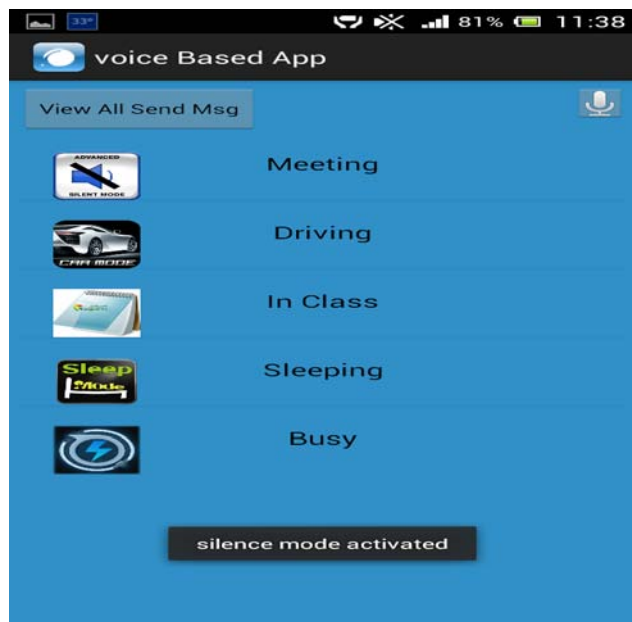 33° 81% 11:38
voice Based App
View All Send Msg
ADVANCED
SILENT MODE
Meeting
CAR MODE
Driving
In Class
Sleep
Mode
Sleeping
Busy
silence mode activated